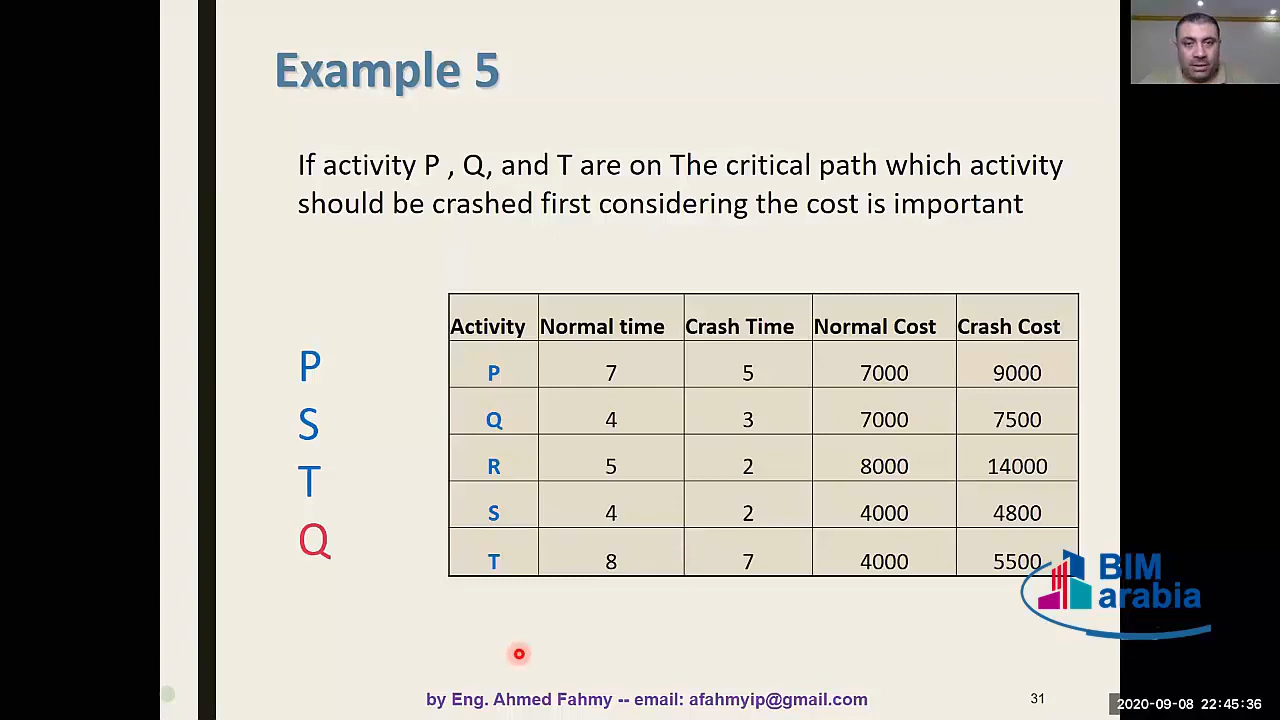 Example 5
If activity P , Q, and T are on The critical path which activity
should be crashed first considering the cost is important
P
S
T
Q
Activity Normal time Crash Time Normal Cost Crash Cost
P 7 5 7000 9000
Q 4 3 7000 7500
R 5 2 8000 14000
S 4 2 4000 4800
T 8 7 4000 5500
BIM
arabia
by Eng. Ahmed Fahmy -- email: afahmyip@gmail.com
31
2020-09-08 22:45:36